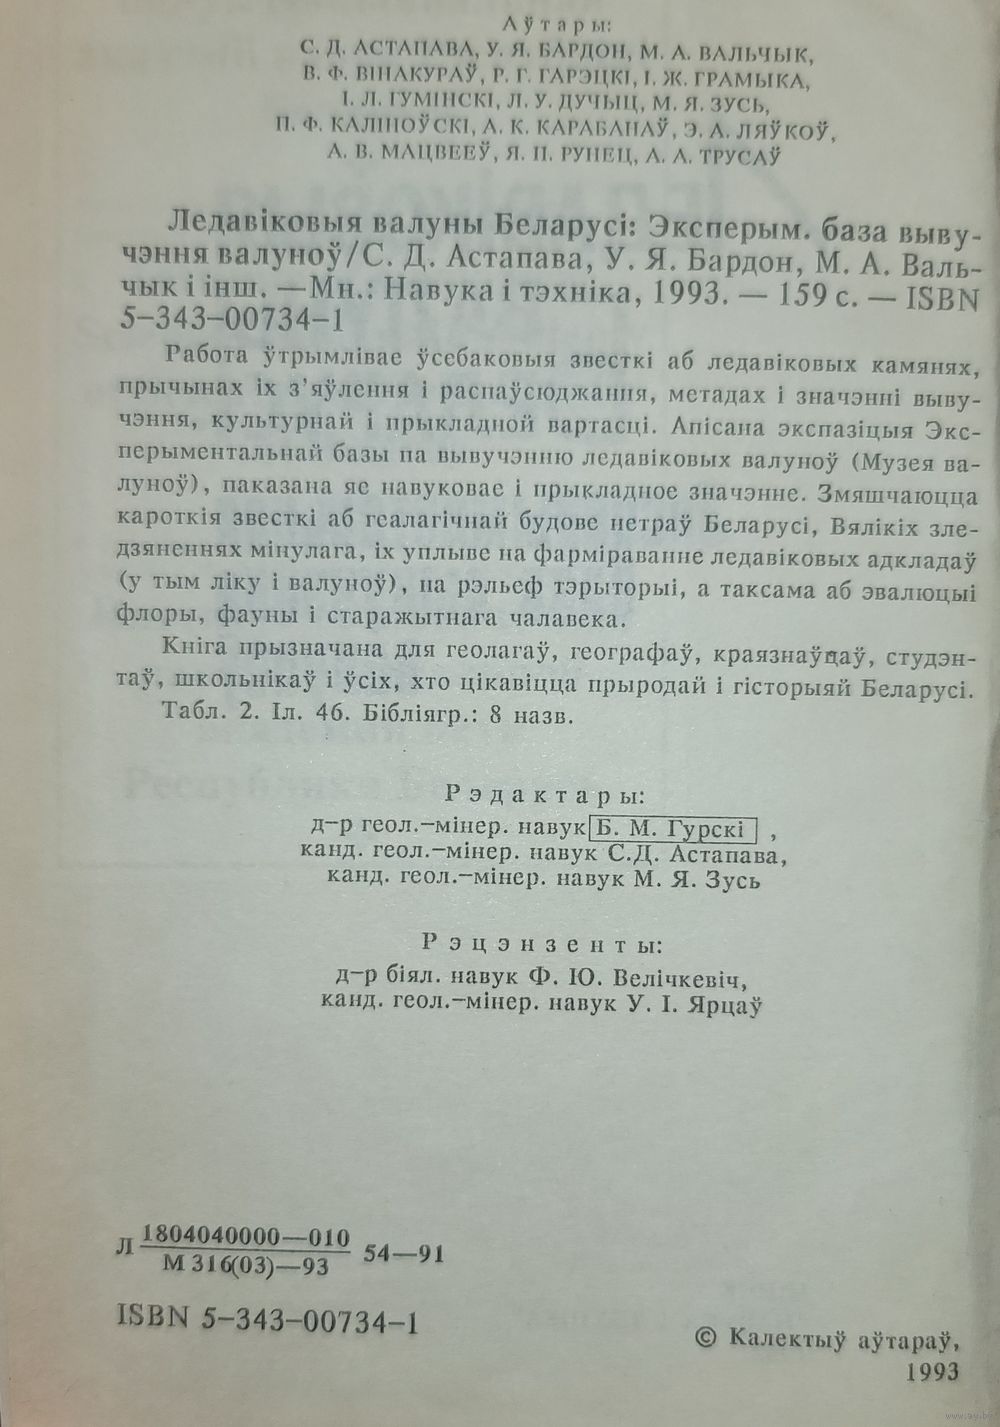 Аўтары:
С. Д. АСТАПАВА, У. Я. БАРДОН, М. А. ВАЛЬЧЫК,
В. Ф. ВІНАКУРАЎ, Р. Г. ГАРЭЦКІ, І. Ж. ГРАМЫКА,
І. Л. ГУМІНСКІ, Л. У. ДУЧЫЦ, М. Я. ЗУСЬ,
П. Ф. КАЛІНОЎСКІ, А. К. КАРАБАНАЎ, Э. А. ЛЯЎКОЎ,
А. В. МАЦВЕЕЎ, Я. П. РУНЕЦ, А. А. ТРУСАЎ
Ледавіковыя валуны Беларусі: Эксперым. база выву-
чэння валуноў/С. Д. Астапава, У. Я. Бардон, М. А. Валь-
чык і інш. —Мн.: Навука і тэхніка, 1993. — 159 с. — ISBN
5-343-00734-1
Работа ўтрымлівае ўсебаковыя звесткі аб ледавіковых камянях,
прычынах іх з'яўлення і распаўсюджання, метадах і значэнні выву-
чэння, культурнай і прыкладной вартасці. Апісана экспазіцыя Экс-
перыментальнай базы па вывучэнню ледавіковых валуноў (Музея ва-
луноў), паказана яе навуковае і прыкладное значэнне. Змяшчаюцца
кароткія звесткі аб геалагічнай будове нетраў Беларусі, Вялікіх зле-
дзяненнях мінулага, іх уплыве на фарміраванне ледавіковых адкладаў
(у тым ліку і валуноў), на рэльеф тэрыторыі, а таксама аб эвалюцыі
флоры, фауны і старажытнага чалавека.
Кніга прызначана для геолагаў, географаў, краязнаўцаў, студэн-
таў, школьнікаў і ўсіх, хто цікавіцца прыродай і гісторыяй Беларусі.
Табл. 2. Іл. 46. Бібліягр.: 8 назв.
Рэдактары:
д-р геол.-мінер. навук Б. М. Гурскі ,
канд. геол.-мінер. навук С.Д. Астапава,
канд. геол.-мінер. навук М. Я. Зусь
Рэцэнзенты:
д-р біял. навук Ф. Ю. Велічкевіч,
канд. геол.-мінер. навук У. І. Ярцаў
Л 1804040000—010
М 316(03)—93 54—91
ISBN 5-343-00734-1
© Калектыў аўтараў,
1993